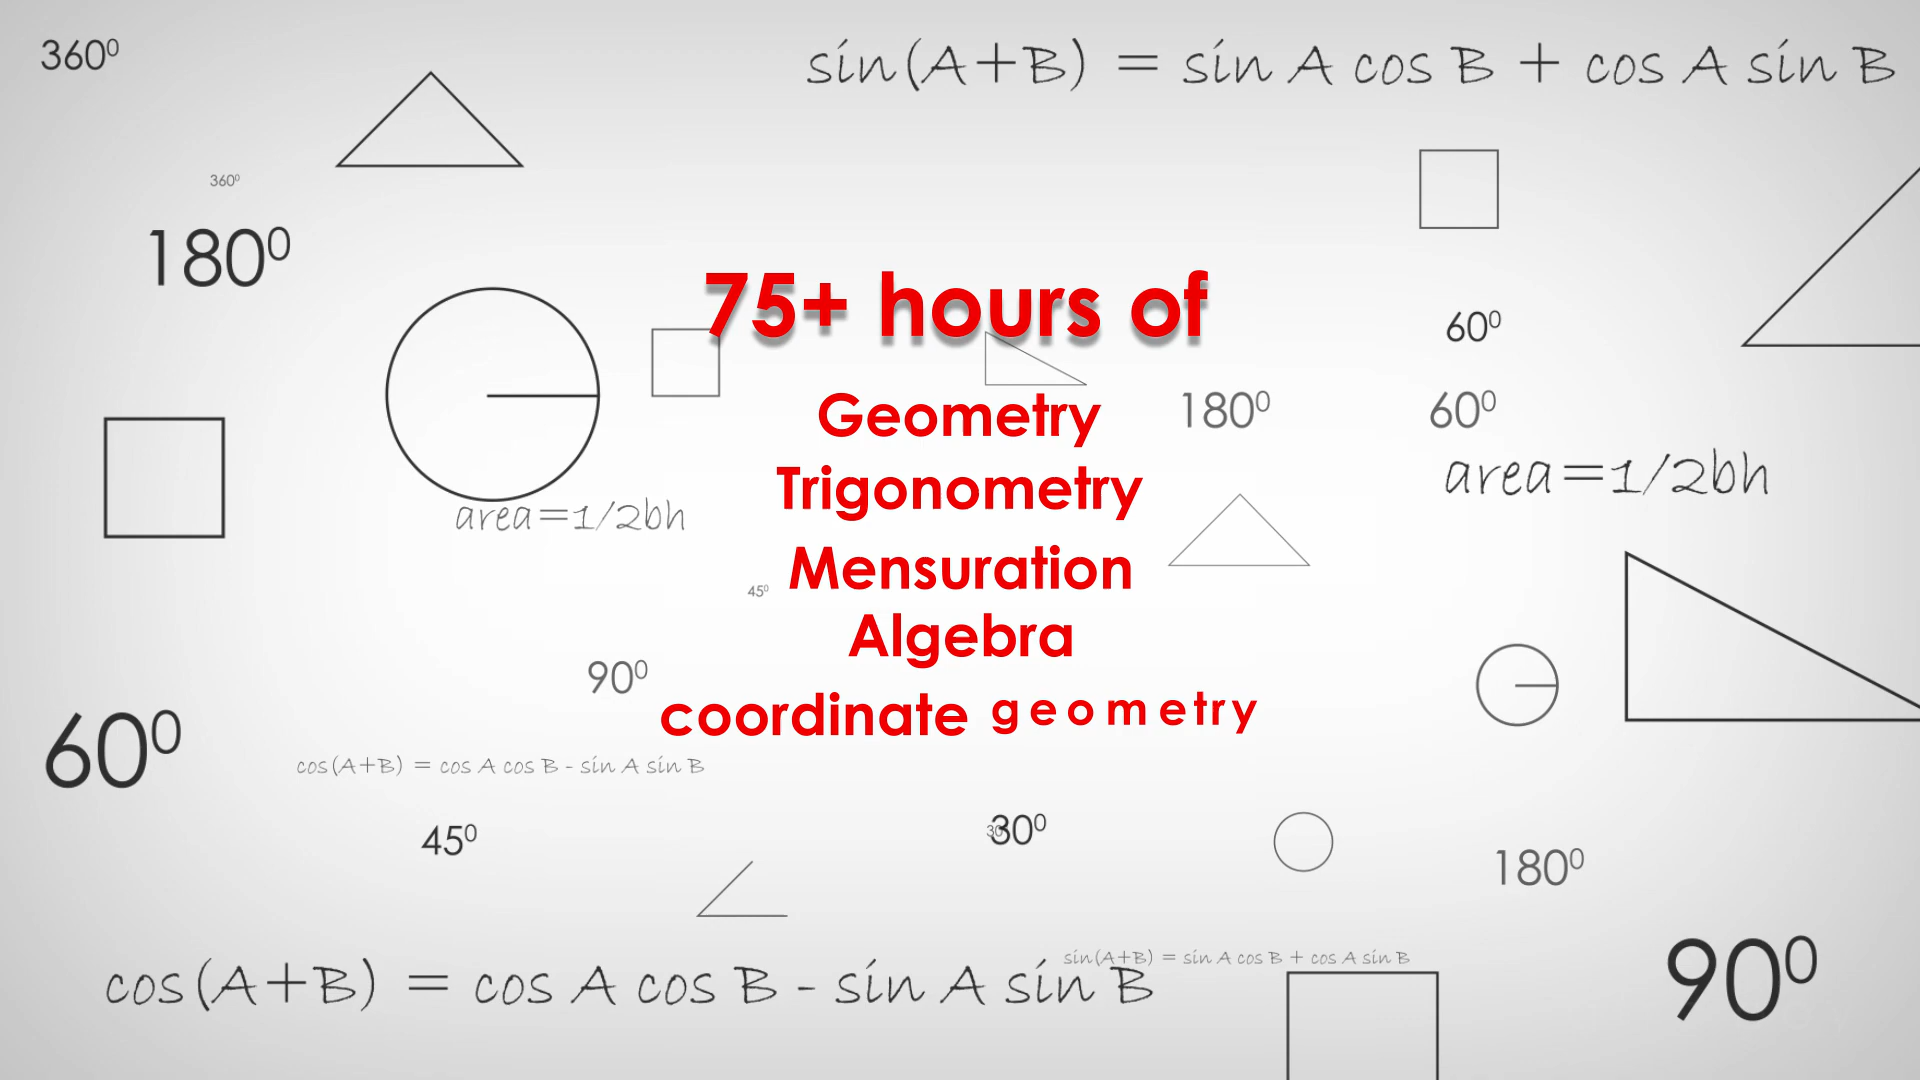 360⁰
sin(A+B) = sin A cos B + cos A sin B
360⁰
180⁰
75+ hours of
60⁰
Geometry
180⁰
60⁰
Trigonometry
area=1/2bh
area=1/2bh
Mensuration
45⁰
Algebra
90⁰
coordinate geometry
60⁰
cos(A+B) = cos A cos B - sin A sin B
45⁰
30
30⁰
180⁰
sin(A+B) = sin A cos B + cos A sin B
cos(A+B) = cos A cos B - sin A sin B
90⁰